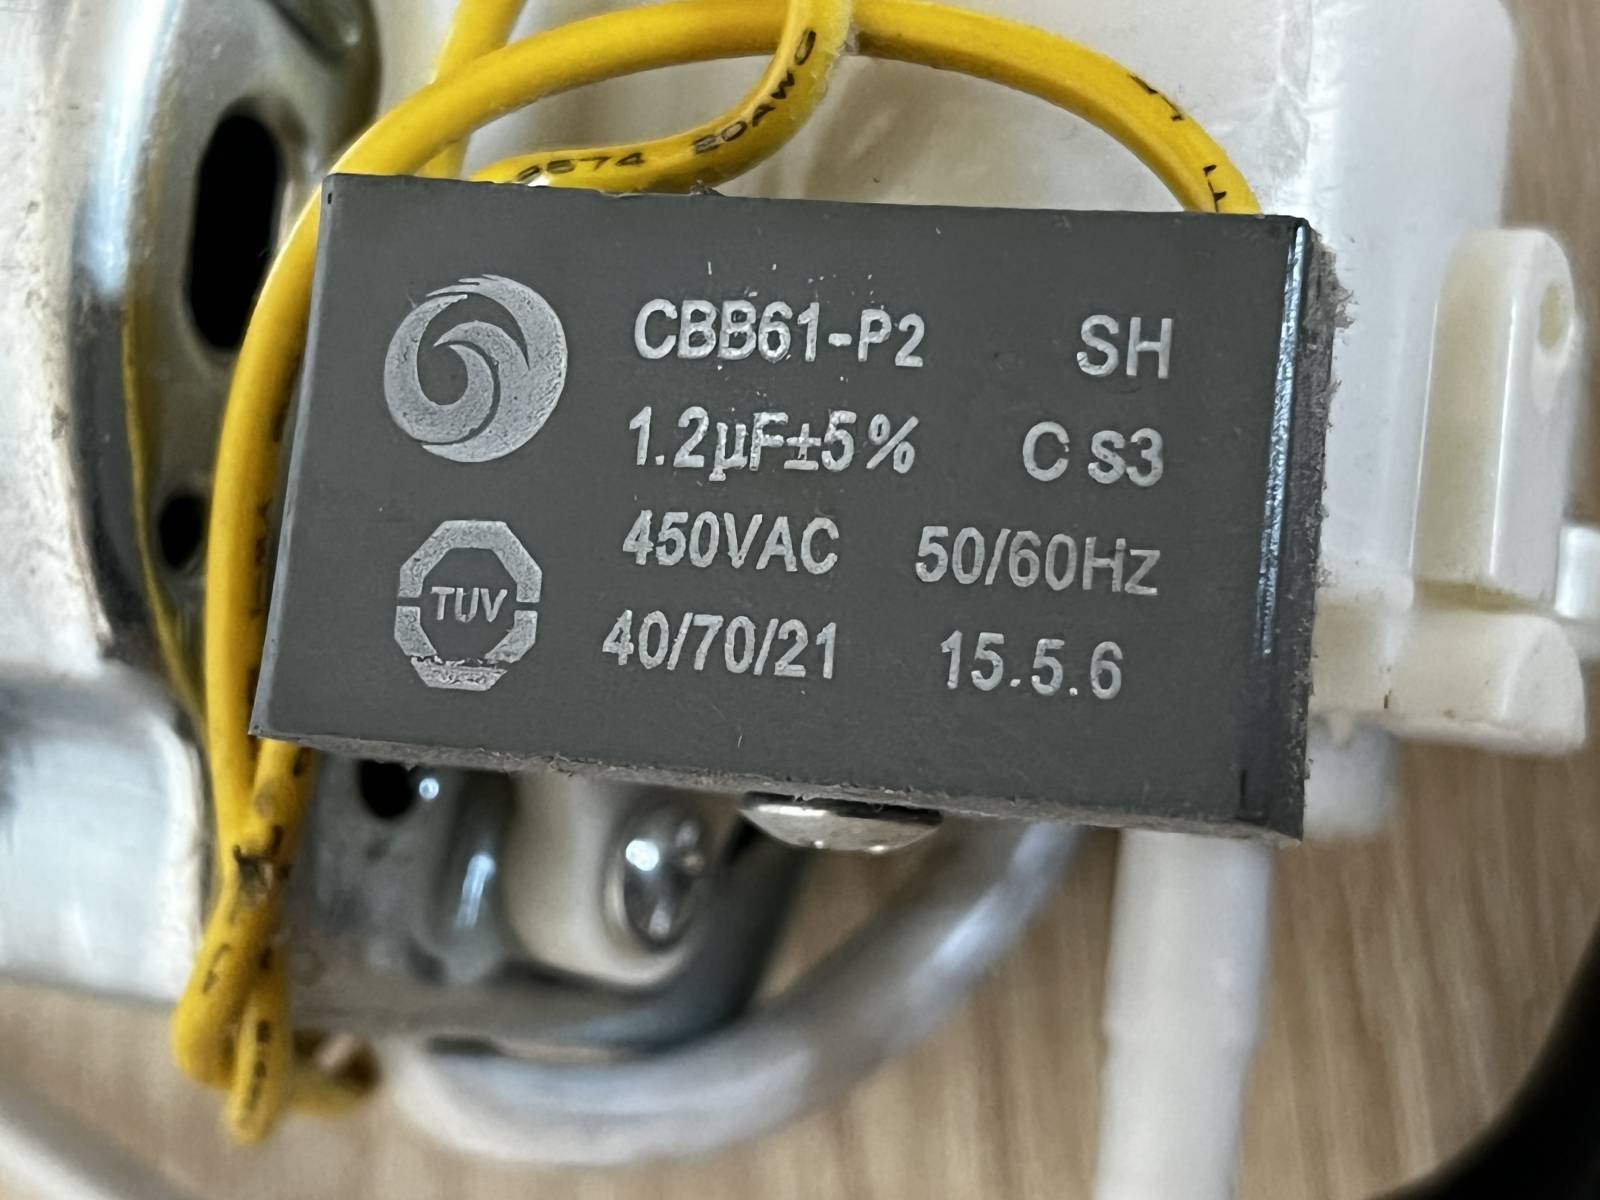 20AWG
CBB61-P2 SH
1.2μF±5% C s3
450VAC 50/60Hz
TUV
40/70/21 15.5.6